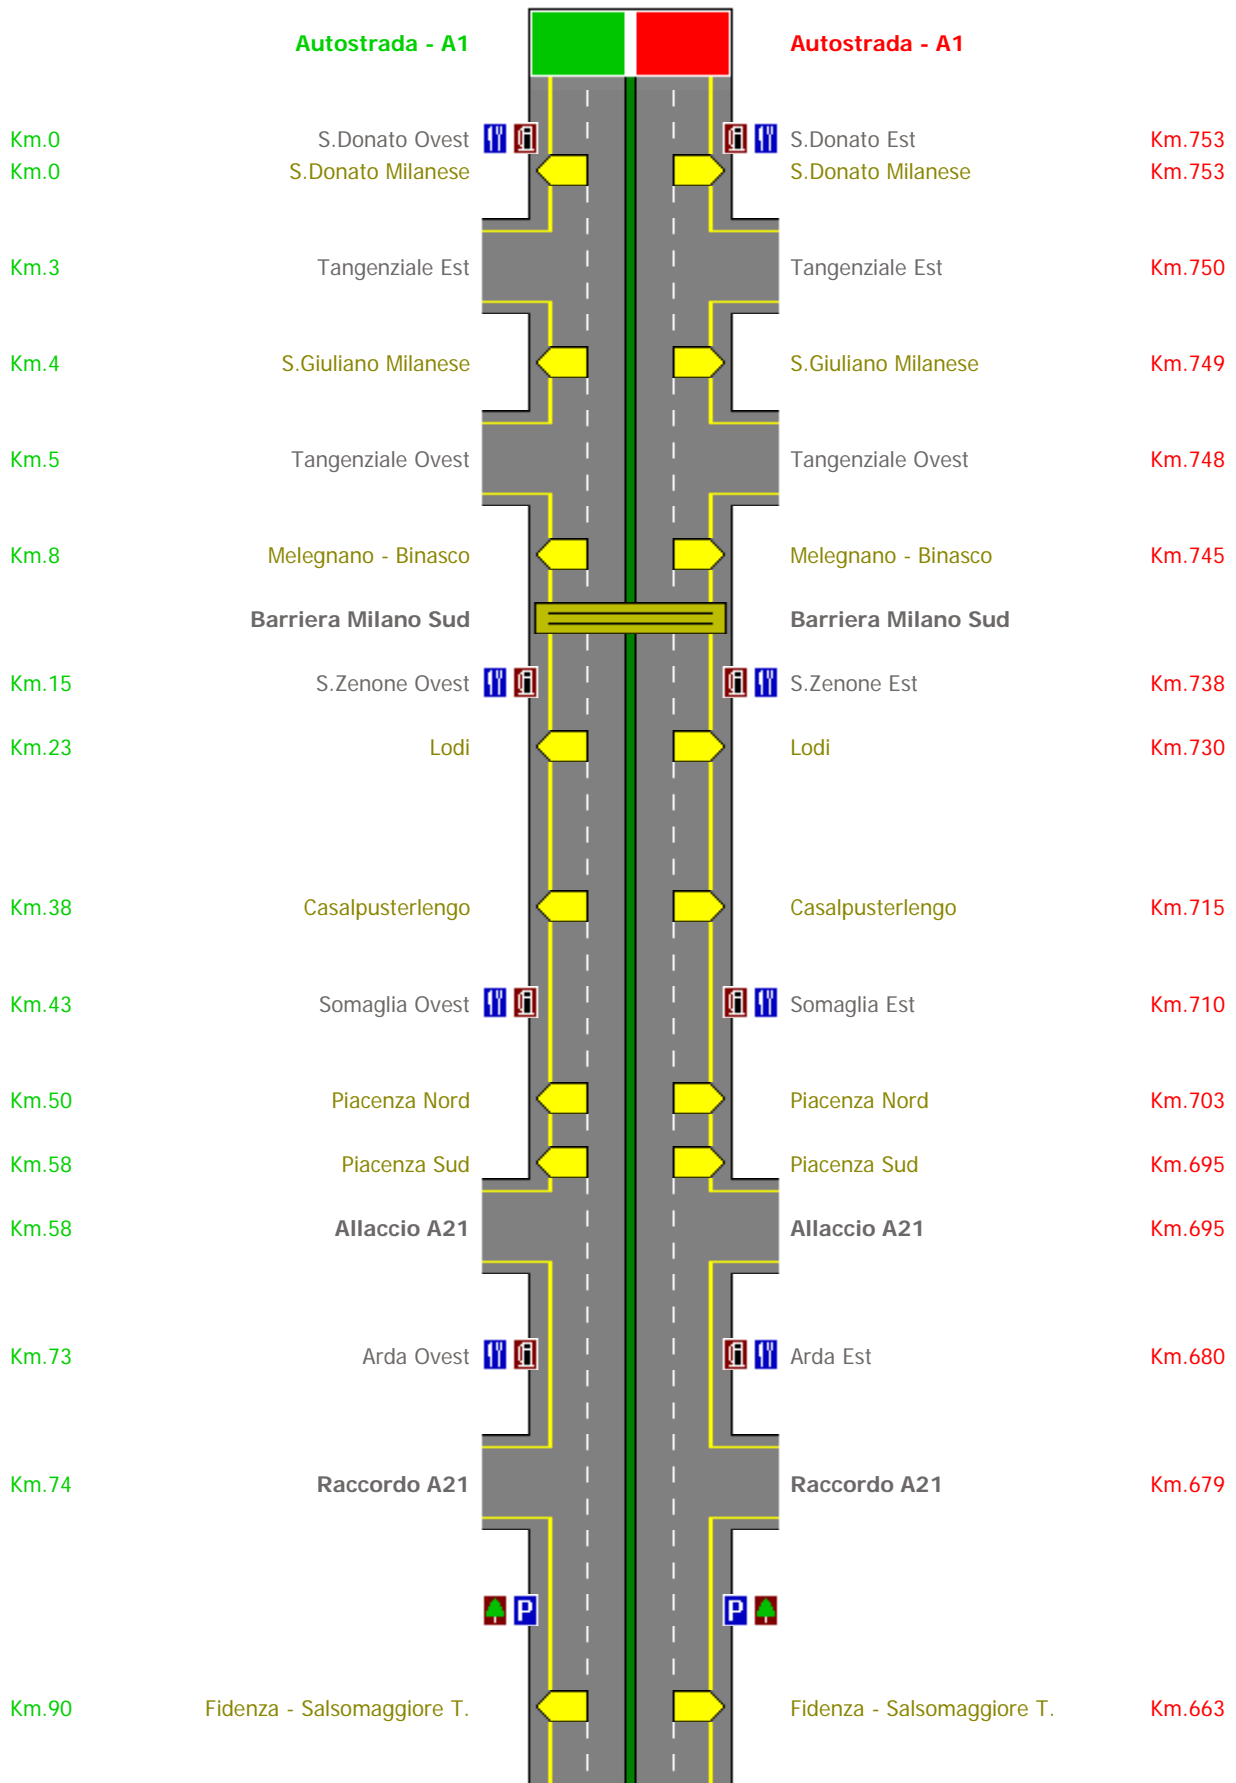 Autostrada - A1 Autostrada - A1
Km.0 S.Donato Ovest S.Donato Est Km.753
Km.0 S.Donato Milanese S.Donato Milanese Km.753
Km.3 Tangenziale Est Tangenziale Est Km.750
Km.4 S.Giuliano Milanese S.Giuliano Milanese Km.749
Km.5 Tangenziale Ovest Tangenziale Ovest Km.748
Km.8 Melegnano - Binasco Melegnano - Binasco Km.745
Barriera Milano Sud Barriera Milano Sud
Km.15 S.Zenone Ovest S.Zenone Est Km.738
Km.23 Lodi Lodi Km.730
Km.38 Casalpusterlengo Casalpusterlengo Km.715
Km.43 Somaglia Ovest Somaglia Est Km.710
Km.50 Piacenza Nord Piacenza Nord Km.703
Km.58 Piacenza Sud Piacenza Sud Km.695
Km.58 Allaccio A21 Allaccio A21 Km.695
Km.73 Arda Ovest Arda Est Km.680
Km.74 Raccordo A21 Raccordo A21 Km.679
P P
Km.90 Fidenza - Salsomaggiore T. Fidenza - Salsomaggiore T. Km.663